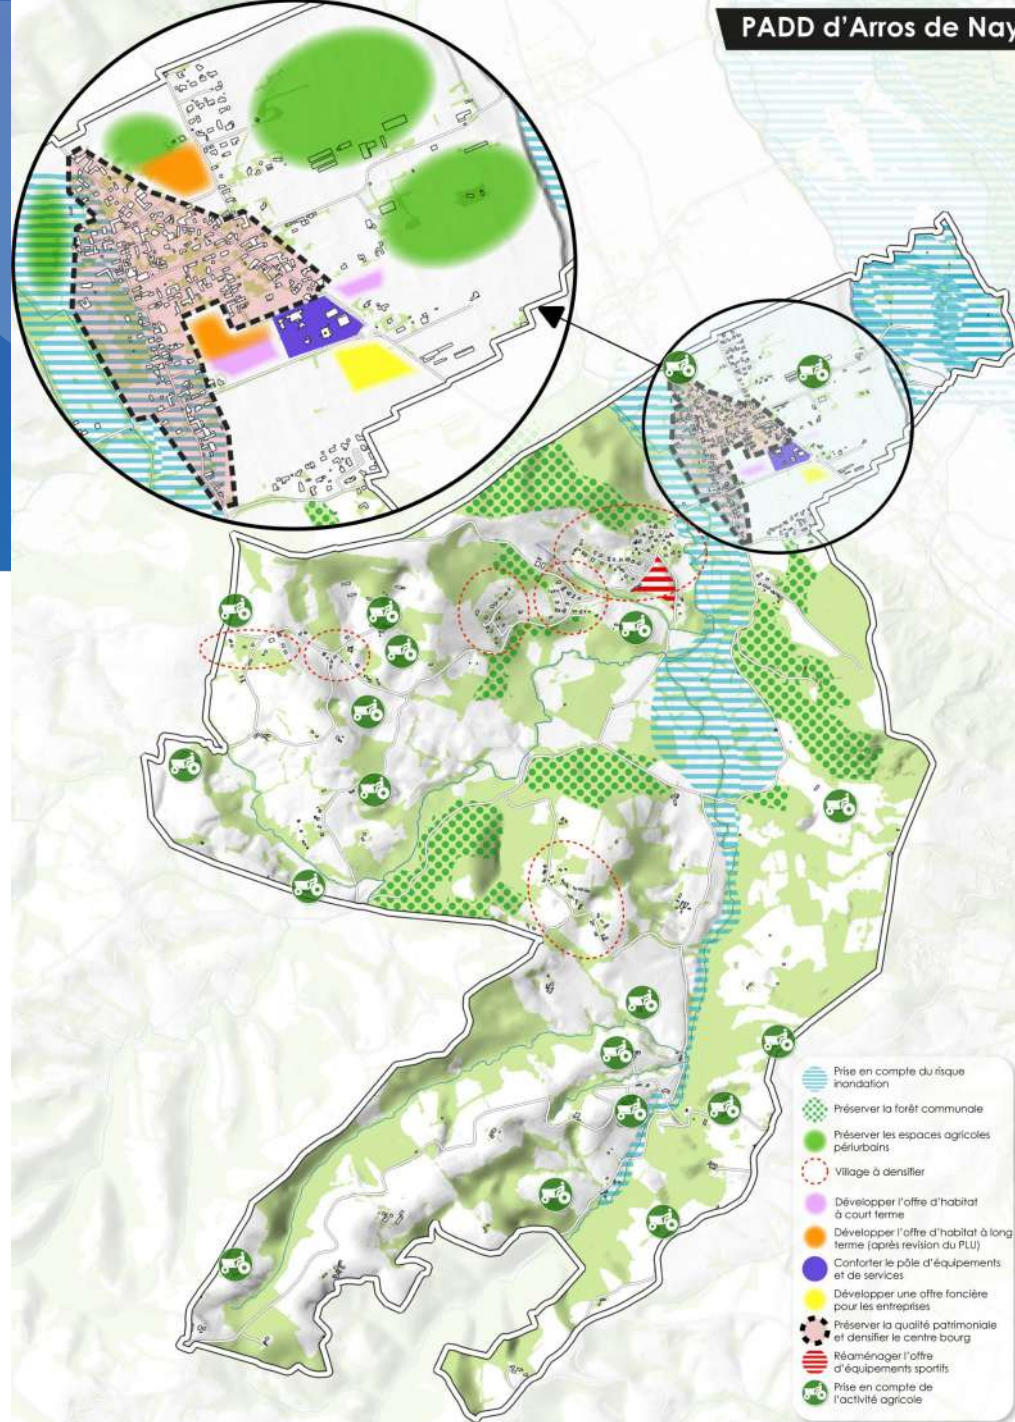 PADD d'Arros de Nay
Prise en compte du risque
inondation
Préserver la forêt communale
Préserver les espaces agricoles
périurbains
Village à densifier
Développer l'offre d'habitat
à court terme
Développer l'offre d'habitat à long
terme (après revision du PLU)
Conforter le pôle d'équipements
et de services
Développer une offre foncière
pour les entreprises
Préserver la qualité patrimoniale
et densifier le centre bourg
Réaménager l'offre
d'équipements sportifs
Prise en compte de
l'activité agricole